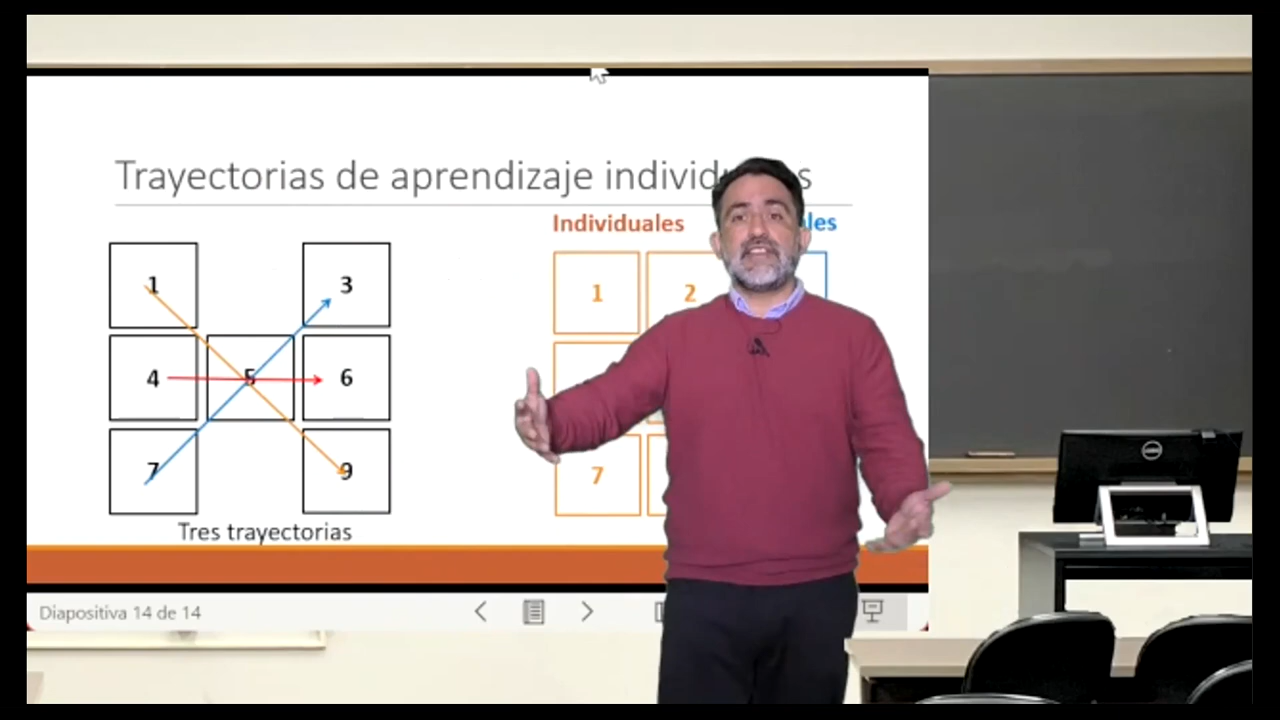 Trayectorias de aprendizaje
Individuales
1 3
4 5 6
7 9
Tres trayectorias
1 2
7
Diapositiva 14 de 14
DELL